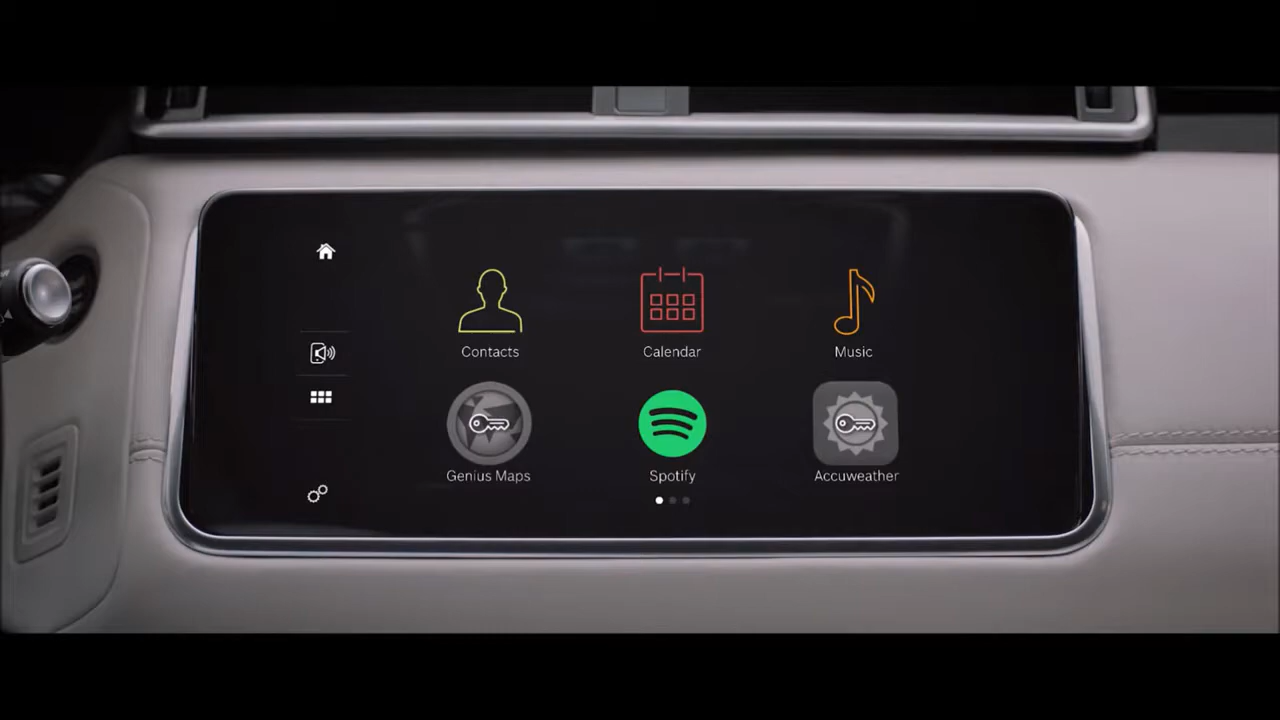 Contacts
Calendar
Music
Genius Maps
Spotify
Accuweather